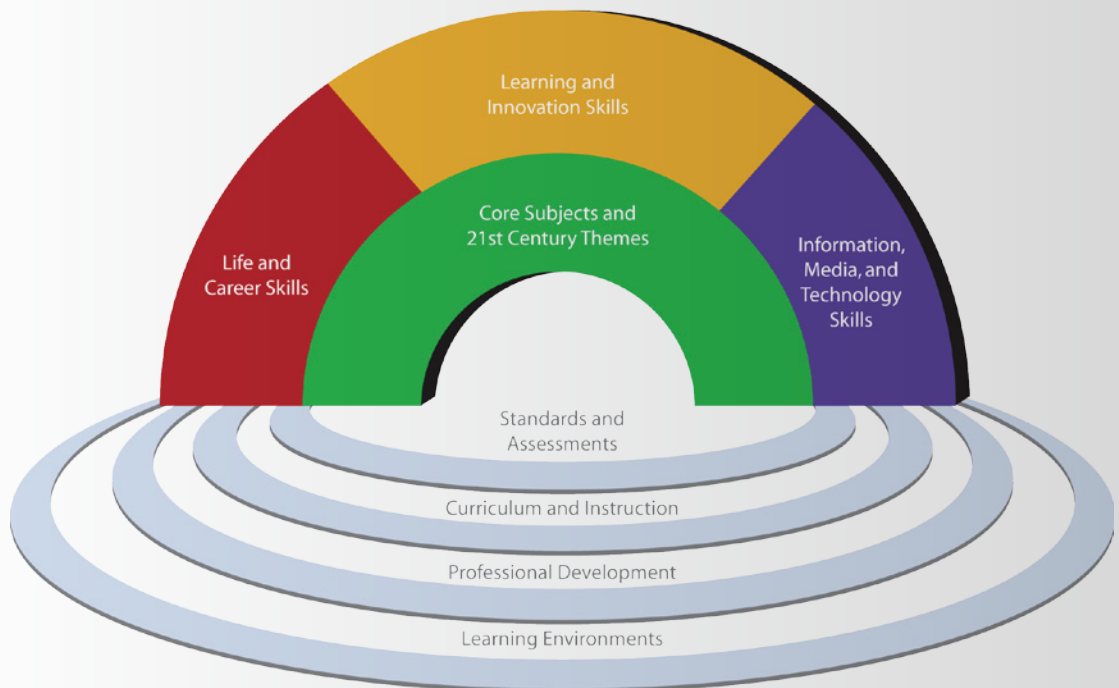 Learning and
Innovation Skills
Core Subjects and
21st Century Themes
Life and
Career Skills
Information,
Media, and
Technology
Skills
Standards and
Assessments
Curriculum and Instruction
Professional Development
Learning Environments